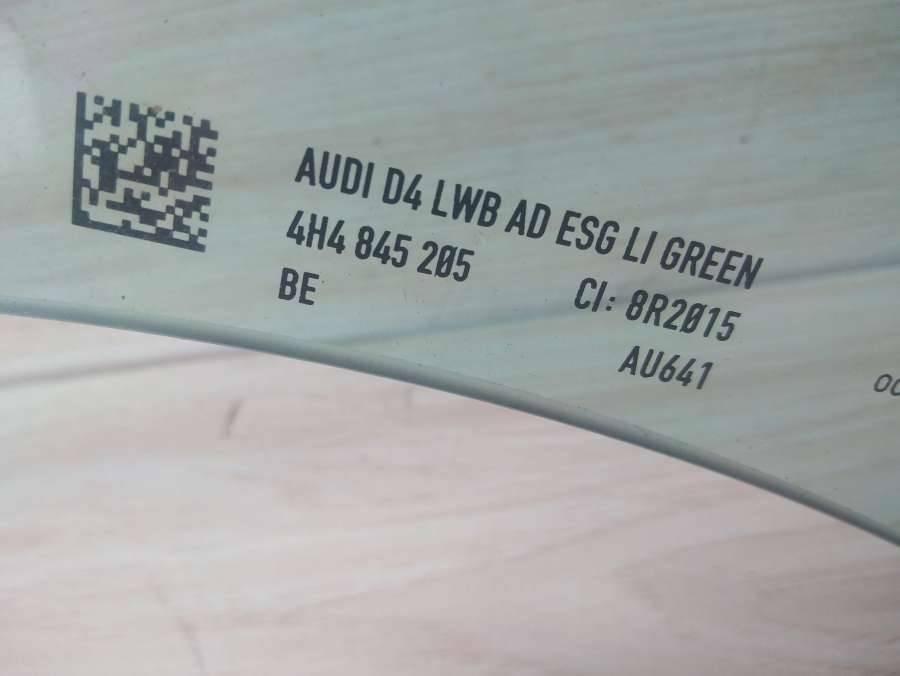 AUDI D4 LWB AD ESG LI GREEN
4H4 845 205
BE
CI: 8R2015
AU641